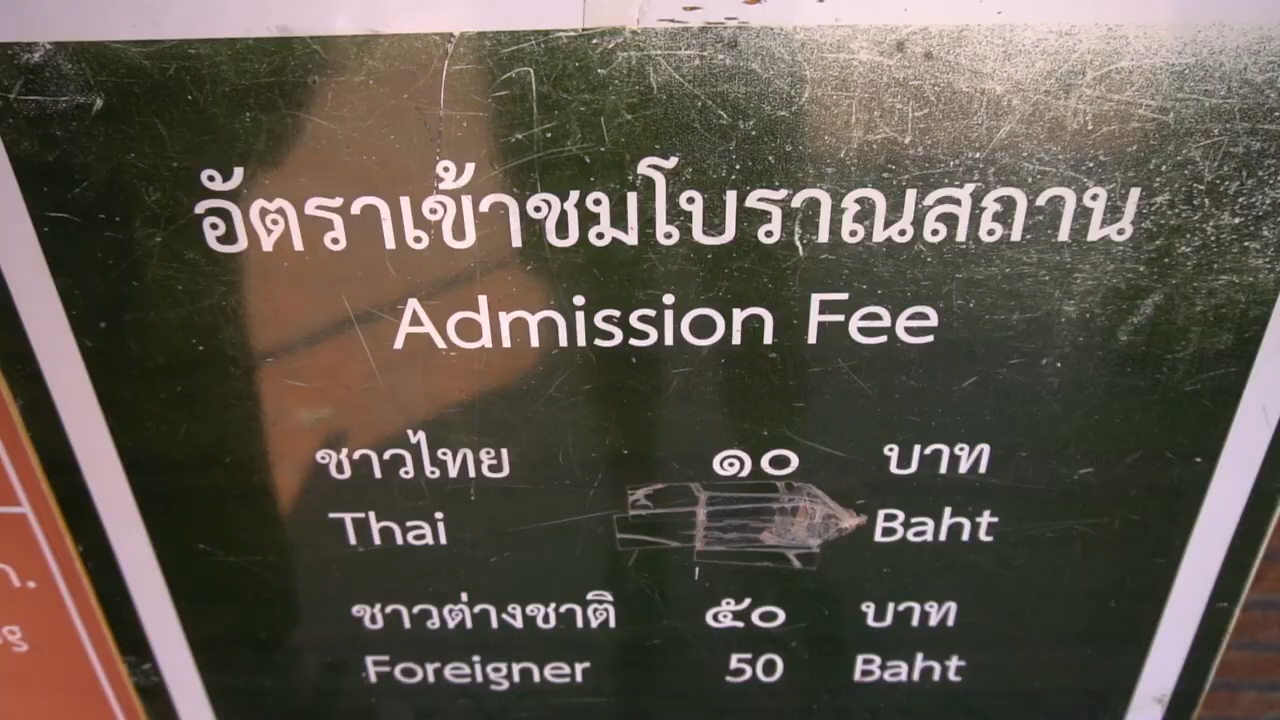 อัตราเข้าชมโบราณสถาน
Admission Fee
ชาวไทย ๑๐ บาท
Thai Baht
ชาวต่างชาติ ๕๐ บาท
Foreigner 50 Baht